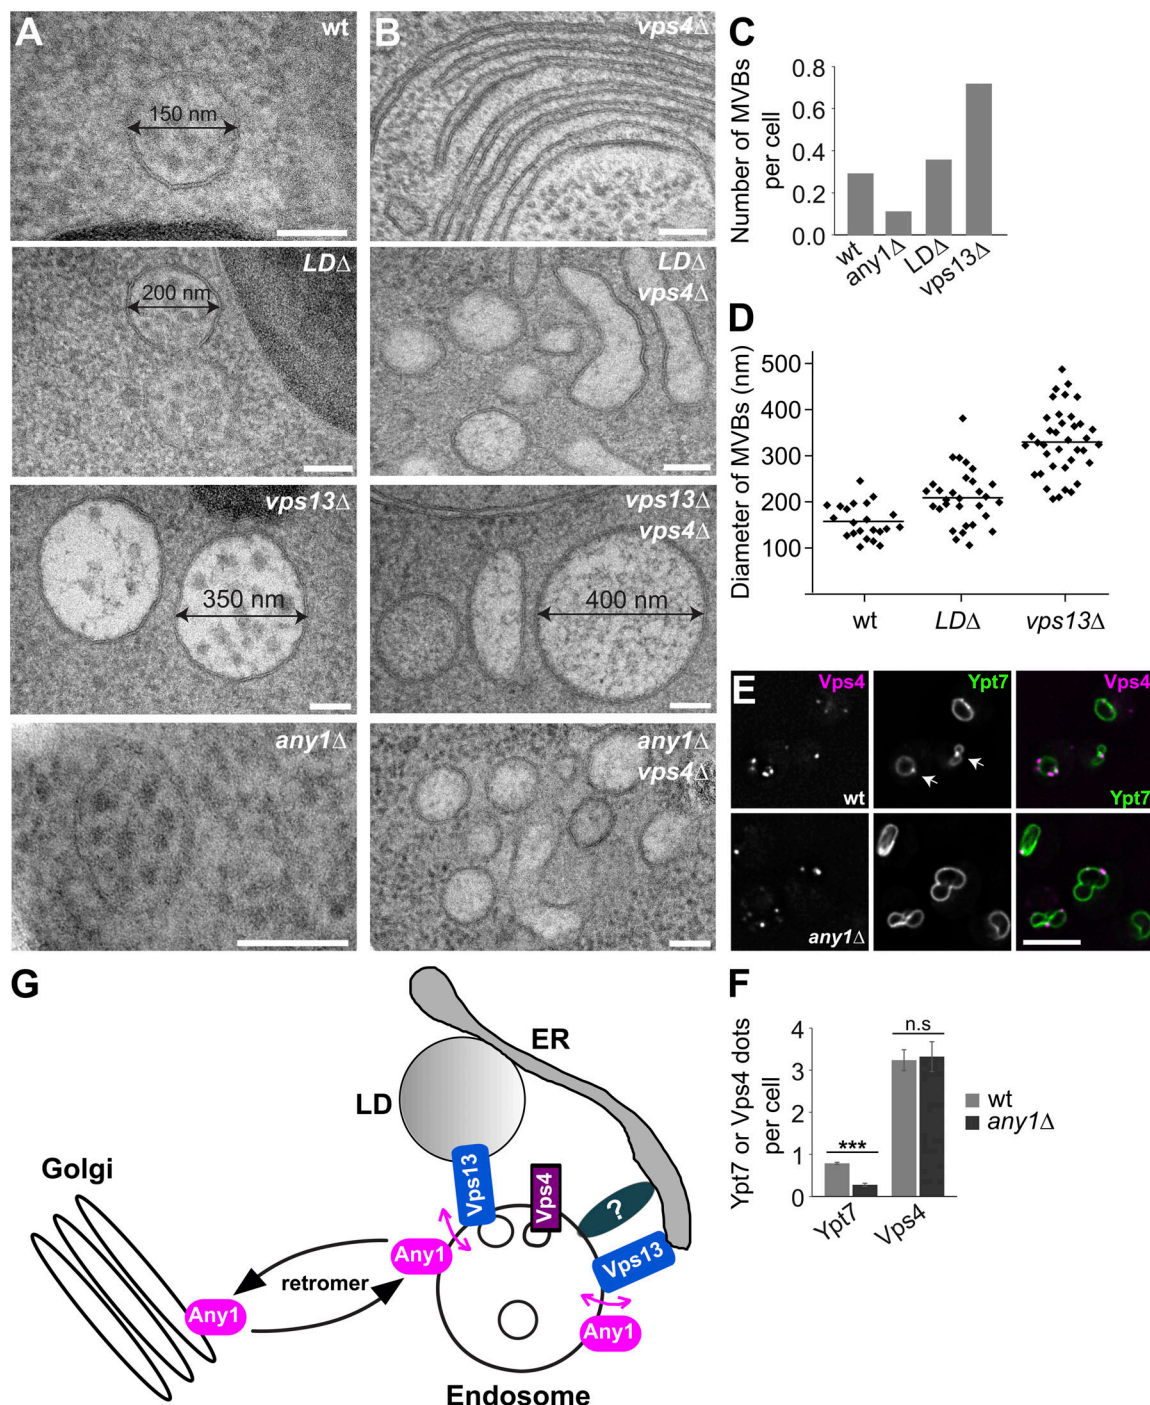 A
wt
150 nm
LDΔ
200 nm
vps13Δ
350 nm
any1Δ
B
vps4Δ
LDΔ
vps4Δ
vps13Δ
vps4Δ
400 nm
any1Δ
vps4Δ
C
Number of MVBs
per cell
0.8
0.6
0.4
0.2
0.0
wt
any1Δ
LDΔ
vps13Δ
D
Diameter of MVBs (nm)
500
400
300
200
100
wt
LDΔ
vps13Δ
E
Vps4
Ypt7
Vps4
wt
Ypt7
any1Δ
F
Ypt7 or Vps4 dots
per cell
4
3
2
1
0
***
n.s
Ypt7
Vps4
wt
any1Δ
G
ER
LD
Golgi
Vps13
Vps4
?
Vps13
Any1
retromer
Any1
Any1
Endosome